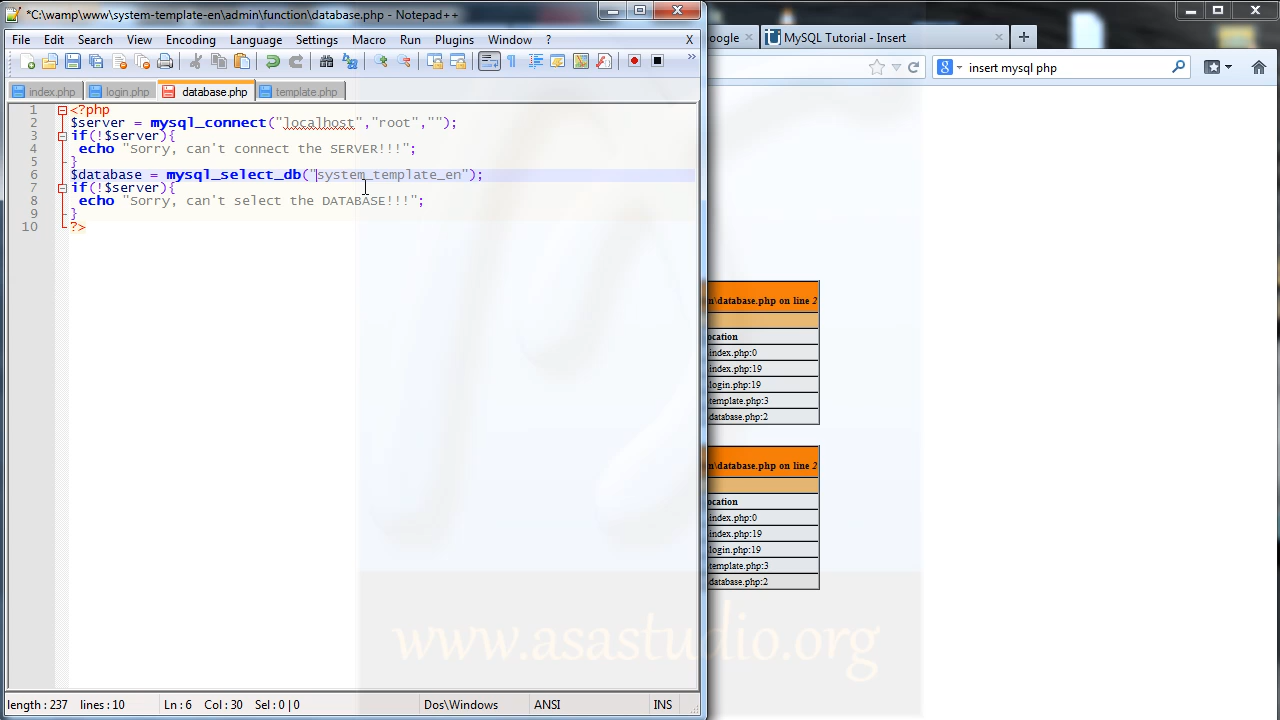 *C:\wamp\www\system-template-en\admin\function\database.php - Notepad++
File Edit Search View Encoding Language Settings Macro Run Plugins Window ? X
index.php login.php database.php template.php
1 <?php
2 $server = mysql_connect("localhost","root","");
3 if(!$server){
4 echo "Sorry, can't connect the SERVER!!!";
5 }
6 $database = mysql_select_db("system_template_en");
7 if(!$server){
8 echo "Sorry, can't select the DATABASE!!!";
9 }
10 ?>
length : 237 lines : 10 Ln : 6 Col : 30 Sel : 0 | 0 Dos\Windows ANSI INS
oogle MySQL Tutorial - Insert
insert mysql php
n\database.php on line 2
ocation
index.php:0
index.php:19
login.php:19
template.php:3
database.php:2
n\database.php on line 2
ocation
index.php:0
index.php:19
login.php:19
template.php:3
database.php:2
www.asastudio.org